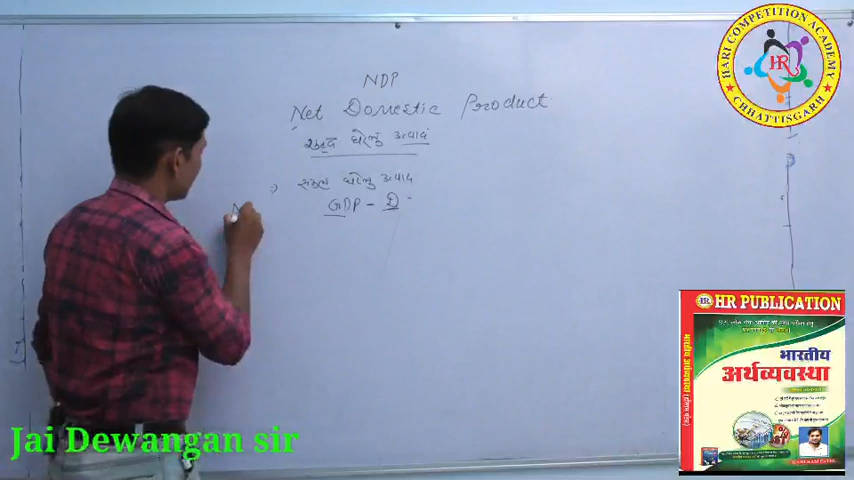 NDP
Net Domestic Product
शुद्ध घरेलु उत्पाद
सकल घरेलु उत्पाद
GDP - D
HARI COMPETITION ACADEMY
CHHATTISGARH
HR
HR PUBLICATION
भारतीय
अर्थव्यवस्था
Jai Dewangan sir